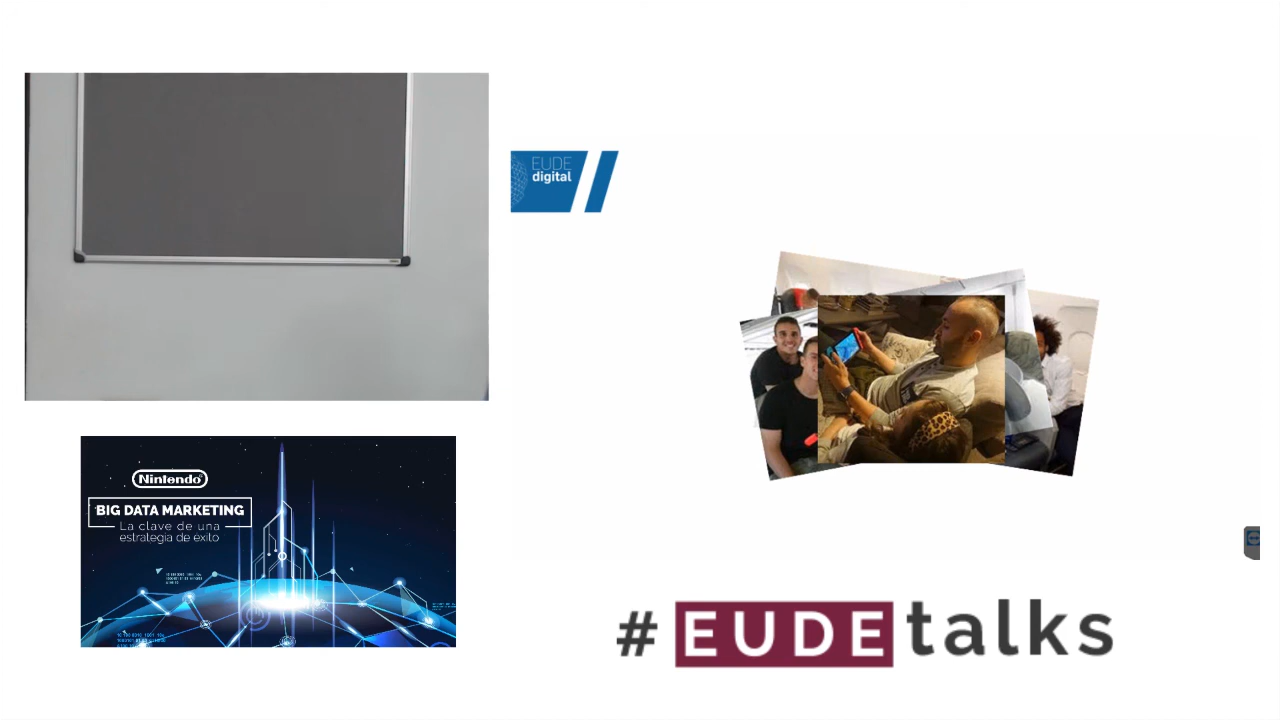 EUDE
digital
Nintendo
BIG DATA MARKETING
La clave de una
estrategia de éxito
# EUDE talks